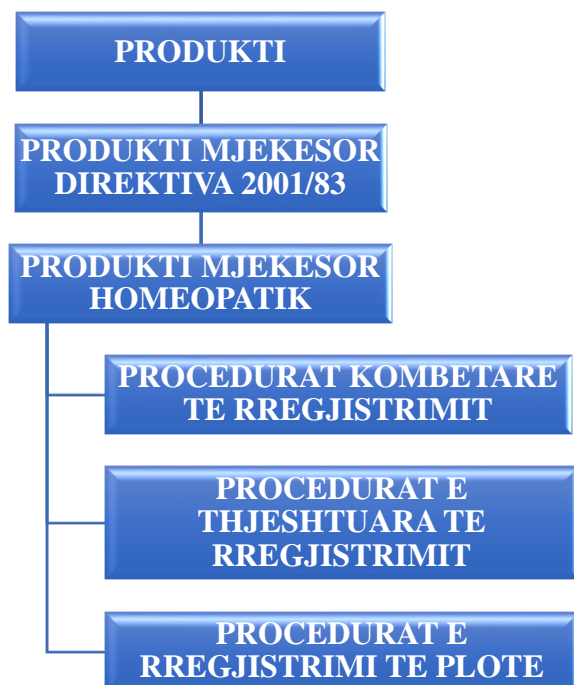 PRODUKTI
PRODUKTI MJEKESOR
DIREKTIVA 2001/83
PRODUKTI MJEKESOR
HOMEOPATIK
PROCEDURAT KOMBETARE
TE RREGJISTRIMIT
PROCEDURAT E
THJESHTUARA TE
RREGJISTRIMIT
PROCEDURAT E
RREGJISTRIMI TE PLOTE